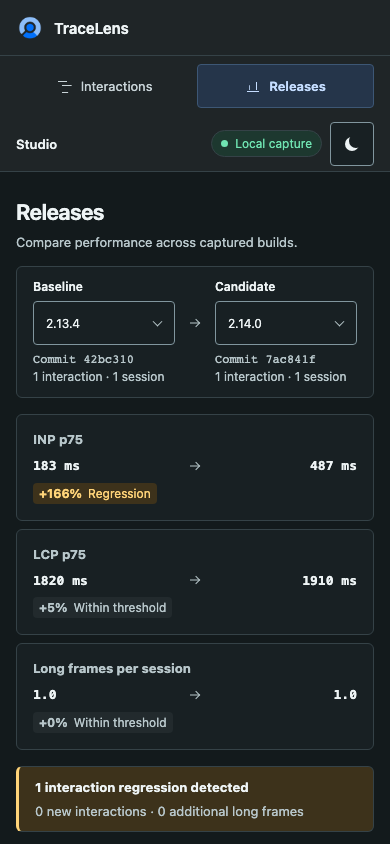 TraceLens
Interactions
Releases
Studio
Local capture
Releases
Compare performance across captured builds.
Baseline
2.13.4
Commit 42bc310
1 interaction · 1 session
→
Candidate
2.14.0
Commit 7ac841f
1 interaction · 1 session
INP p75
183 ms → 487 ms
+166% Regression
LCP p75
1820 ms → 1910 ms
+5% Within threshold
Long frames per session
1.0 → 1.0
+0% Within threshold
1 interaction regression detected
0 new interactions · 0 additional long frames